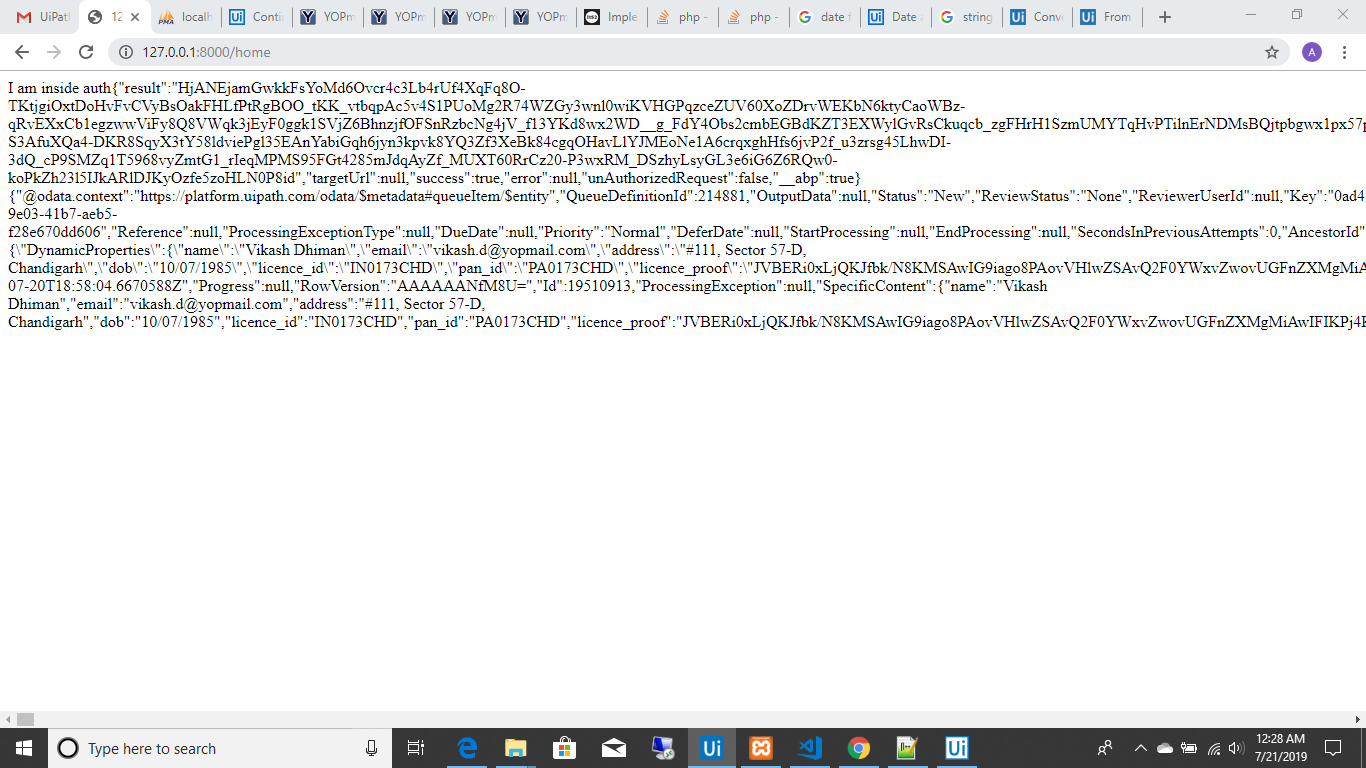 UiPat
12
localh
Conti
YOPm
YOPm
YOPm
YOPm
Imple
php -
php -
date f
Date a
string
Conve
From
127.0.0.1:8000/home
A
I am inside auth{"result":"HjANEjamGwkkFsYoMd6Ovcr4c3Lb4rUf4XqFq8O-
TKtjgiOxtDoHvFvCVyBsOakFHLfPtRgBOO_tKK_vtbqpAc5v4S1PUoMg2R74WZGy3wnl0wiKVHGPqzceZUV60XoZDrvWEKbN6ktyCaoWBz-
qRvEXxCb1egzwwViFy8Q8VWqk3jEyF0ggk1SVjZ6BhnzjfOFSnRzbcNg4jV_f13YKd8wx2WD__g_FdY4Obs2cmbEGBdKZT3EXWylGvRsCkuqcb_zgFHrH1SzmUMYTqHvPTilnErNDMsBQjtpbgwx1px57p
S3AfuXQa4-DKR8SqyX3tY58ldviePgl35EAnYabiGqh6jyn3kpvk8YQ3Zf3XeBk84cgqOHavLlYJMEoNe1A6crqxghHfs6jvP2f_u3zrsg45LhwDI-
3dQ_cP9SMZq1T5968vyZmtG1_rIeqMPMS95FGt4285mJdqAyZf_MUXT60RrCz20-P3wxRM_DSzhyLsyGL3e6iG6Z6RQw0-
koPkZh23l5IJkARlDJKyOzfe5zoHLN0P8id","targetUrl":null,"success":true,"error":null,"unAuthorizedRequest":false,"__abp":true}
{"@odata.context":"https://platform.uipath.com/odata/$metadata#queueItem/$entity","QueueDefinitionId":214881,"OutputData":null,"Status":"New","ReviewStatus":"None","ReviewerUserId":null,"Key":"0ad4
9e03-41b7-aeb5-
f28e670dd606","Reference":null,"ProcessingExceptionType":null,"DueDate":null,"Priority":"Normal","DeferDate":null,"StartProcessing":null,"EndProcessing":null,"SecondsInPreviousAttempts":0,"AncestorId"
{\"DynamicProperties\":{\"name\":\"Vikash Dhiman\",\"email\":\"vikash.d@yopmail.com\",\"address\":\"#111, Sector 57-D,
Chandigarh\",\"dob\":\"10/07/1985\",\"licence_id\":\"IN0173CHD\",\"pan_id\":\"PA0173CHD\",\"licence_proof\":\"JVBERi0xLjQKJfbk/N8KMSAwIG9iago8PAovVHlwZSAvQ2F0YWxvZwovUGFnZXMgMiA
07-20T18:58:04.6670588Z","Progress":null,"RowVersion":"AAAAAANfM8U=","Id":19510913,"ProcessingException":null,"SpecificContent":{"name":"Vikash
Dhiman","email":"vikash.d@yopmail.com","address":"#111, Sector 57-D,
Chandigarh","dob":"10/07/1985","licence_id":"IN0173CHD","pan_id":"PA0173CHD","licence_proof":"JVBERi0xLjQKJfbk/N8KMSAwIG9iago8PAovVHlwZSAvQ2F0YWxvZwovUGFnZXMgMiAwIFIKPj4K
Type here to search
12:28 AM
7/21/2019